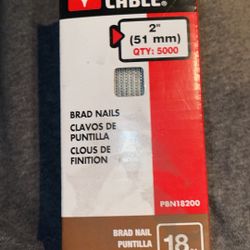 CABLE®
2"
(51 mm)
QTY: 5000
BRAD NAILS
CLAVOS DE
PUNTILLA
CLOUS DE
FINITION
PBN18200
BRAD NAIL
PUNTILLA
18